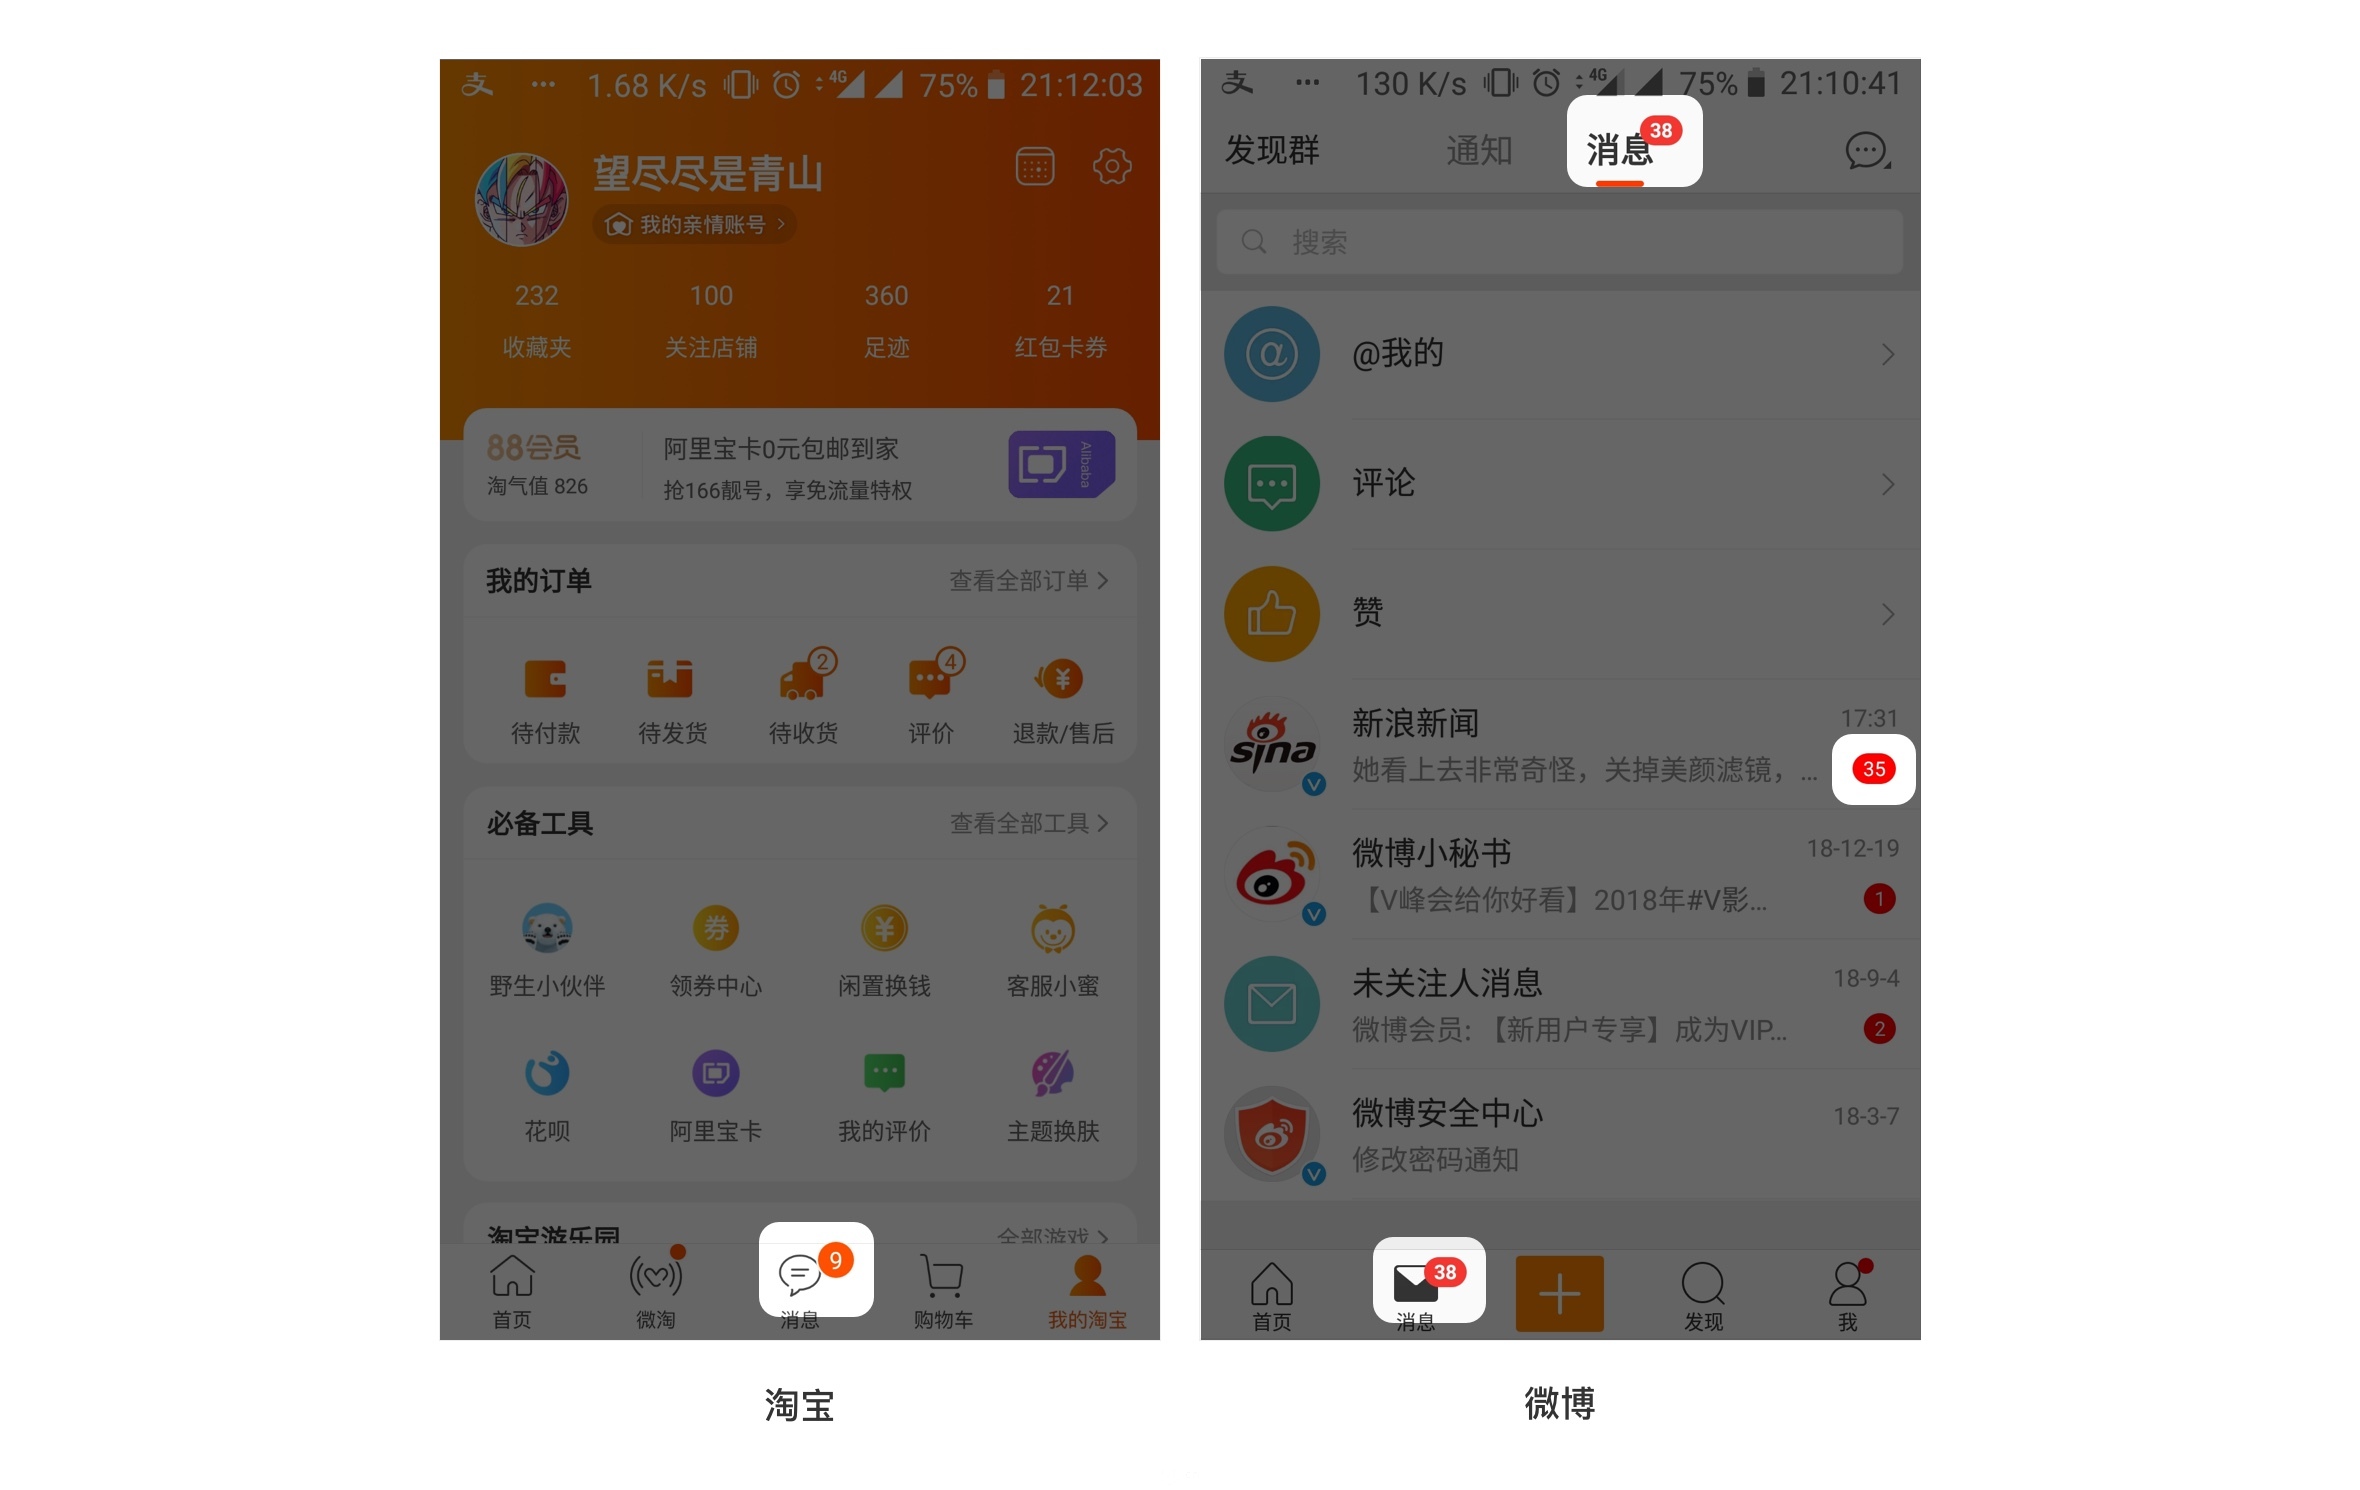 1.68 K/s 4G 75% 21:12:03
望尽尽是青山
我的亲情账号
232 100 360 21
收藏夹 关注店铺 足迹 红包卡券
88会员 阿里宝卡0元包邮到家
淘气值 826 抢166靓号，享免流量特权
Alibaba
我的订单 查看全部订单
2 4
待付款 待发货 待收货 评价 退款/售后
必备工具 查看全部工具
券
野生小伙伴 领券中心 闲置换钱 客服小蜜
花呗 阿里宝卡 我的评价 主题换肤
淘宝游乐园 全部游戏
9
首页 微淘 消息 购物车 我的淘宝
淘宝
130 K/s 4G 75% 21:10:41
发现群 通知 消息 38
搜索
@我的
评论
赞
sina
新浪新闻 17:31
她看上去非常奇怪，关掉美颜滤镜，... 35
微博小秘书 18-12-19
【V峰会给你好看】2018年#V影... 1
未关注人消息 18-9-4
微博会员:【新用户专享】成为VIP... 2
微博安全中心 18-3-7
修改密码通知
38
首页 消息 发现 我
微博